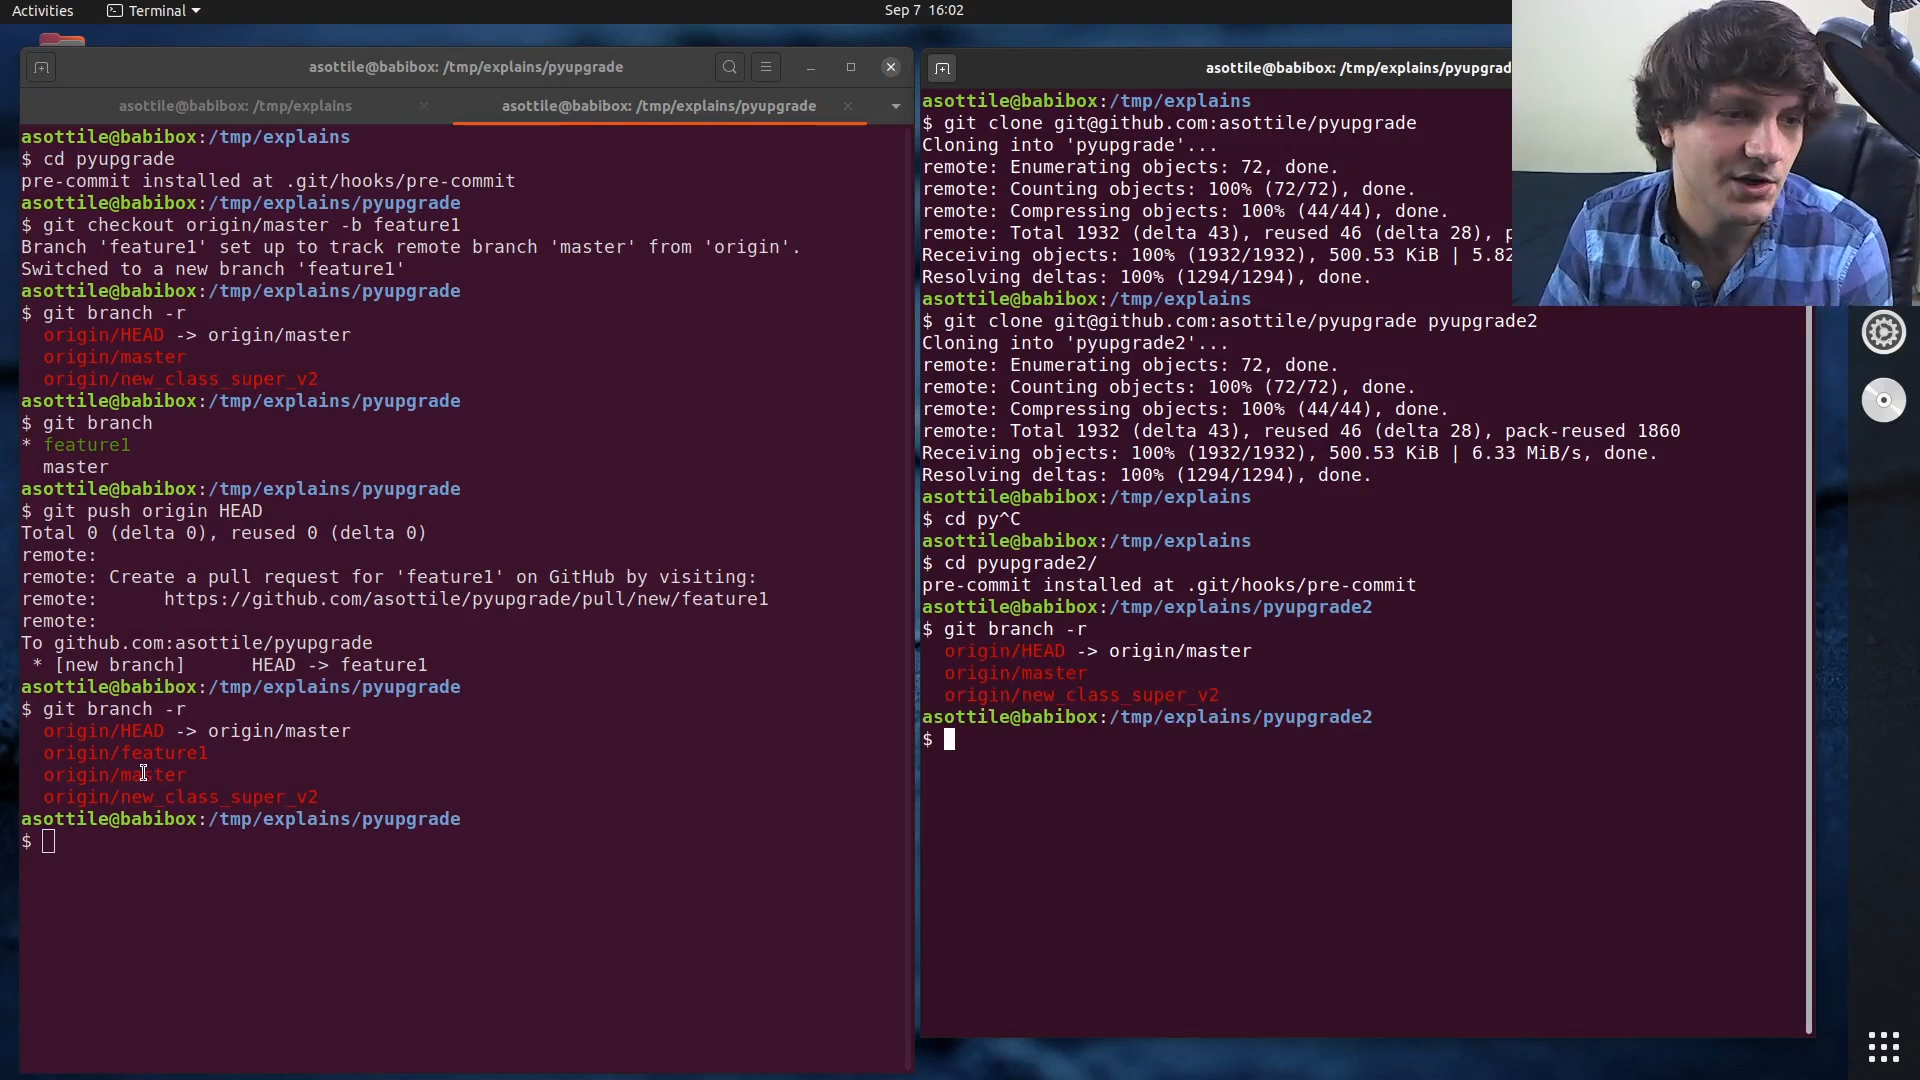 Activities
Terminal
Sep 7 16:02
asottile@babibox: /tmp/explains/pyupgrade
asottile@babibox: /tmp/explains
asottile@babibox: /tmp/explains/pyupgrade
asottile@babibox:/tmp/explains
$ cd pyupgrade
pre-commit installed at .git/hooks/pre-commit
asottile@babibox:/tmp/explains/pyupgrade
$ git checkout origin/master -b feature1
Branch 'feature1' set up to track remote branch 'master' from 'origin'.
Switched to a new branch 'feature1'
asottile@babibox:/tmp/explains/pyupgrade
$ git branch -r
origin/HEAD -> origin/master
origin/master
origin/new_class_super_v2
asottile@babibox:/tmp/explains/pyupgrade
$ git branch
* feature1
master
asottile@babibox:/tmp/explains/pyupgrade
$ git push origin HEAD
Total 0 (delta 0), reused 0 (delta 0)
remote:
remote: Create a pull request for 'feature1' on GitHub by visiting:
remote: https://github.com/asottile/pyupgrade/pull/new/feature1
remote:
To github.com:asottile/pyupgrade
* [new branch] HEAD -> feature1
asottile@babibox:/tmp/explains/pyupgrade
$ git branch -r
origin/HEAD -> origin/master
origin/feature1
origin/master
origin/new_class_super_v2
asottile@babibox:/tmp/explains/pyupgrade
$
asottile@babibox: /tmp/explains/pyupgrad
asottile@babibox:/tmp/explains
$ git clone git@github.com:asottile/pyupgrade
Cloning into 'pyupgrade'...
remote: Enumerating objects: 72, done.
remote: Counting objects: 100% (72/72), done.
remote: Compressing objects: 100% (44/44), done.
remote: Total 1932 (delta 43), reused 46 (delta 28), p
Receiving objects: 100% (1932/1932), 500.53 KiB | 5.82
Resolving deltas: 100% (1294/1294), done.
asottile@babibox:/tmp/explains
$ git clone git@github.com:asottile/pyupgrade pyupgrade2
Cloning into 'pyupgrade2'...
remote: Enumerating objects: 72, done.
remote: Counting objects: 100% (72/72), done.
remote: Compressing objects: 100% (44/44), done.
remote: Total 1932 (delta 43), reused 46 (delta 28), pack-reused 1860
Receiving objects: 100% (1932/1932), 500.53 KiB | 6.33 MiB/s, done.
Resolving deltas: 100% (1294/1294), done.
asottile@babibox:/tmp/explains
$ cd py^C
asottile@babibox:/tmp/explains
$ cd pyupgrade2/
pre-commit installed at .git/hooks/pre-commit
asottile@babibox:/tmp/explains/pyupgrade2
$ git branch -r
origin/HEAD -> origin/master
origin/master
origin/new_class_super_v2
asottile@babibox:/tmp/explains/pyupgrade2
$